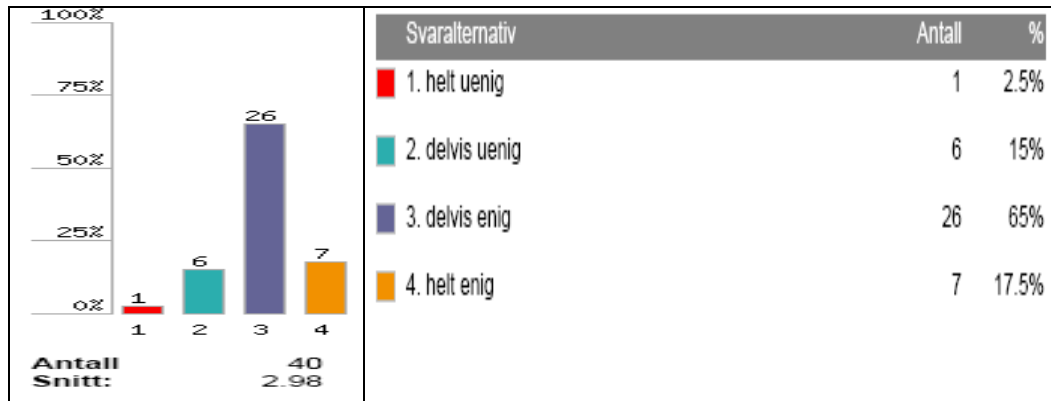 100%
75%
50%
25%
0%
26
7
6
1
1 2 3 4
Antall 40
Snitt: 2.98
Svaralternativ Antall %
1. helt uenig 1 2.5%
2. delvis uenig 6 15%
3. delvis enig 26 65%
4. helt enig 7 17.5%